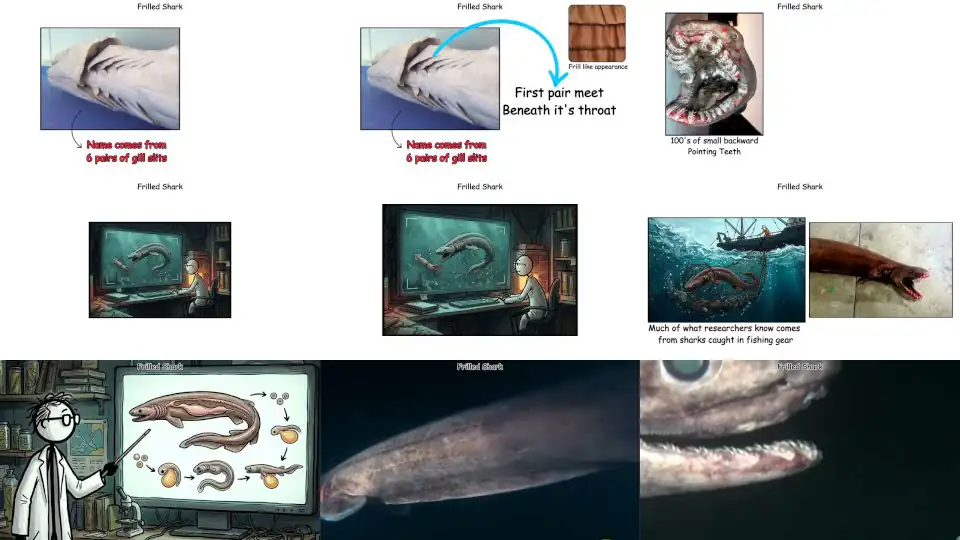 Frilled Shark
Name comes from
6 pairs of gill slits
Frilled Shark
Frill like appearance
First pair meet
Beneath it's throat
Name comes from
6 pairs of gill slits
Frilled Shark
100's of small backward
Pointing Teeth
Frilled Shark
Frilled Shark
Frilled Shark
Much of what researchers know comes
from sharks caught in fishing gear
Frilled Shark
Frilled Shark
Frilled Shark